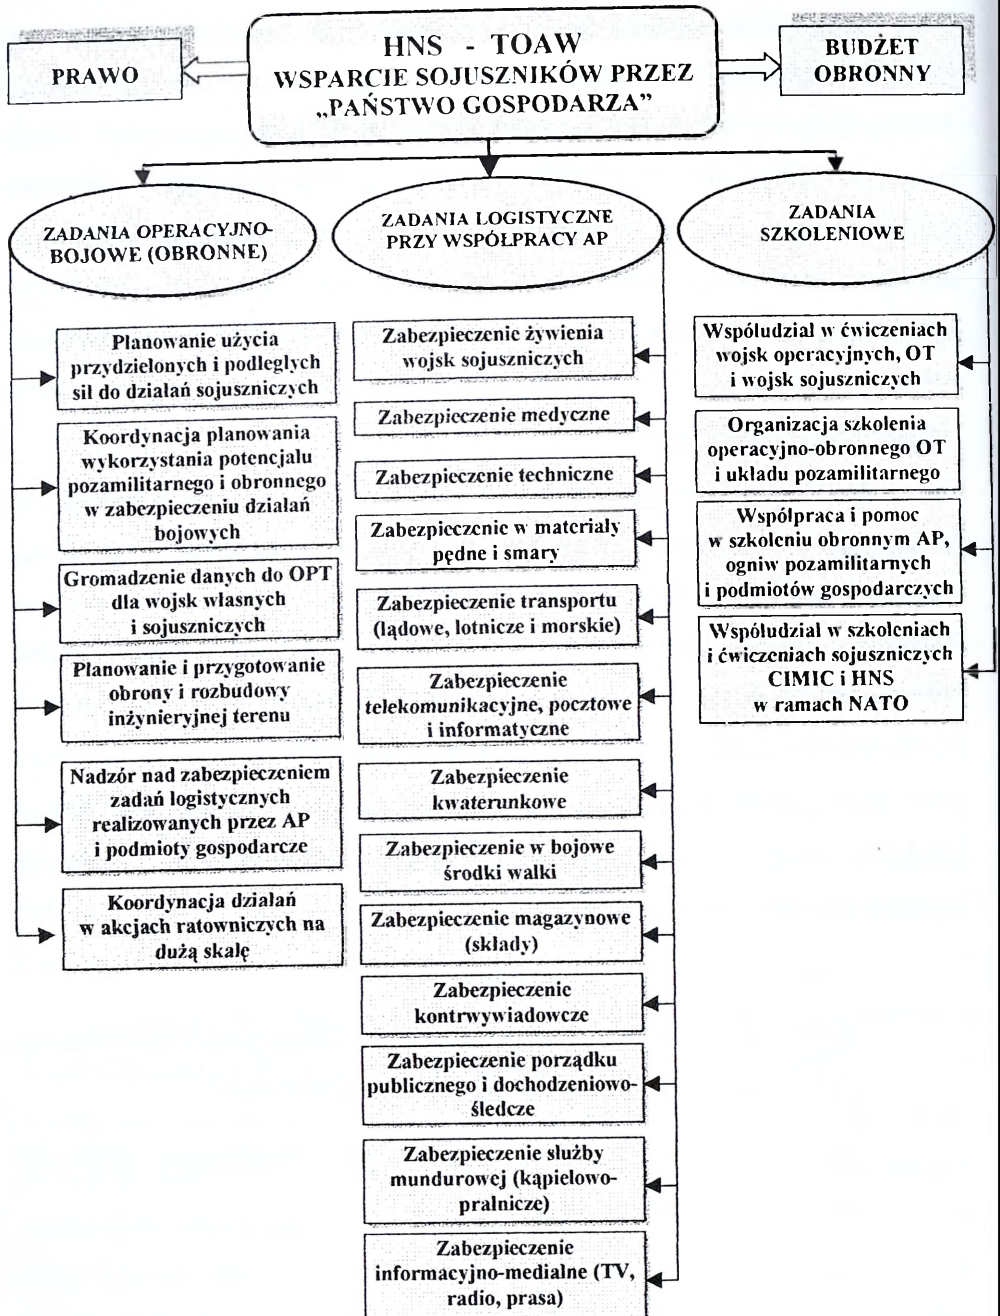 PRAWO
HNS - TOAW
WSPARCIE SOJUSZNIKÓW PRZEZ
„PAŃSTWO GOSPODARZA”
BUDŻET
OBRONNY
ZADANIA OPERACYJNO-
BOJOWE (OBRONNE)
Planowanie użycia
przydzielonych i podległych
sił do działań sojuszniczych
Koordynacja planowania
wykorzystania potencjału
pozamilitarnego i obronnego
w zabezpieczeniu działań
bojowych
Gromadzenie danych do OPT
dla wojsk własnych
i sojuszniczych
Planowanie i przygotowanie
obrony i rozbudowy
inżynieryjnej terenu
Nadzór nad zabezpieczeniem
zadań logistycznych
realizowanych przez AP
i podmioty gospodarcze
Koordynacja działań
w akcjach ratowniczych na
dużą skalę
ZADANIA LOGISTYCZNE
PRZY WSPÓŁPRACY AP
Zabezpieczenie żywienia
wojsk sojuszniczych
Zabezpieczenie medyczne
Zabezpieczenie techniczne
Zabezpieczenie w materiały
pędne i smary
Zabezpieczenie transportu
(lądowe, lotnicze i morskie)
Zabezpieczenie
telekomunikacyjne, pocztowe
i informatyczne
Zabezpieczenie
kwaterunkowe
Zabezpieczenie w bojowe
środki walki
Zabezpieczenie magazynowe
(składy)
Zabezpieczenie
kontrwywiadowcze
Zabezpieczenie porządku
publicznego i dochodzeniowo-
śledcze
Zabezpieczenie służby
mundurowej (kąpielowo-
pralnicze)
Zabezpieczenie
informacyjno-medialne (TV,
radio, prasa)
ZADANIA
SZKOLENIOWE
Współudział w ćwiczeniach
wojsk operacyjnych, OT
i wojsk sojuszniczych
Organizacja szkolenia
operacyjno-obronnego OT
i układu pozamilitarnego
Współpraca i pomoc
w szkoleniu obronnym AP,
ogniw pozamilitarnych
i podmiotów gospodarczych
Współudział w szkoleniach
i ćwiczeniach sojuszniczych
CIMIC i HNS
w ramach NATO